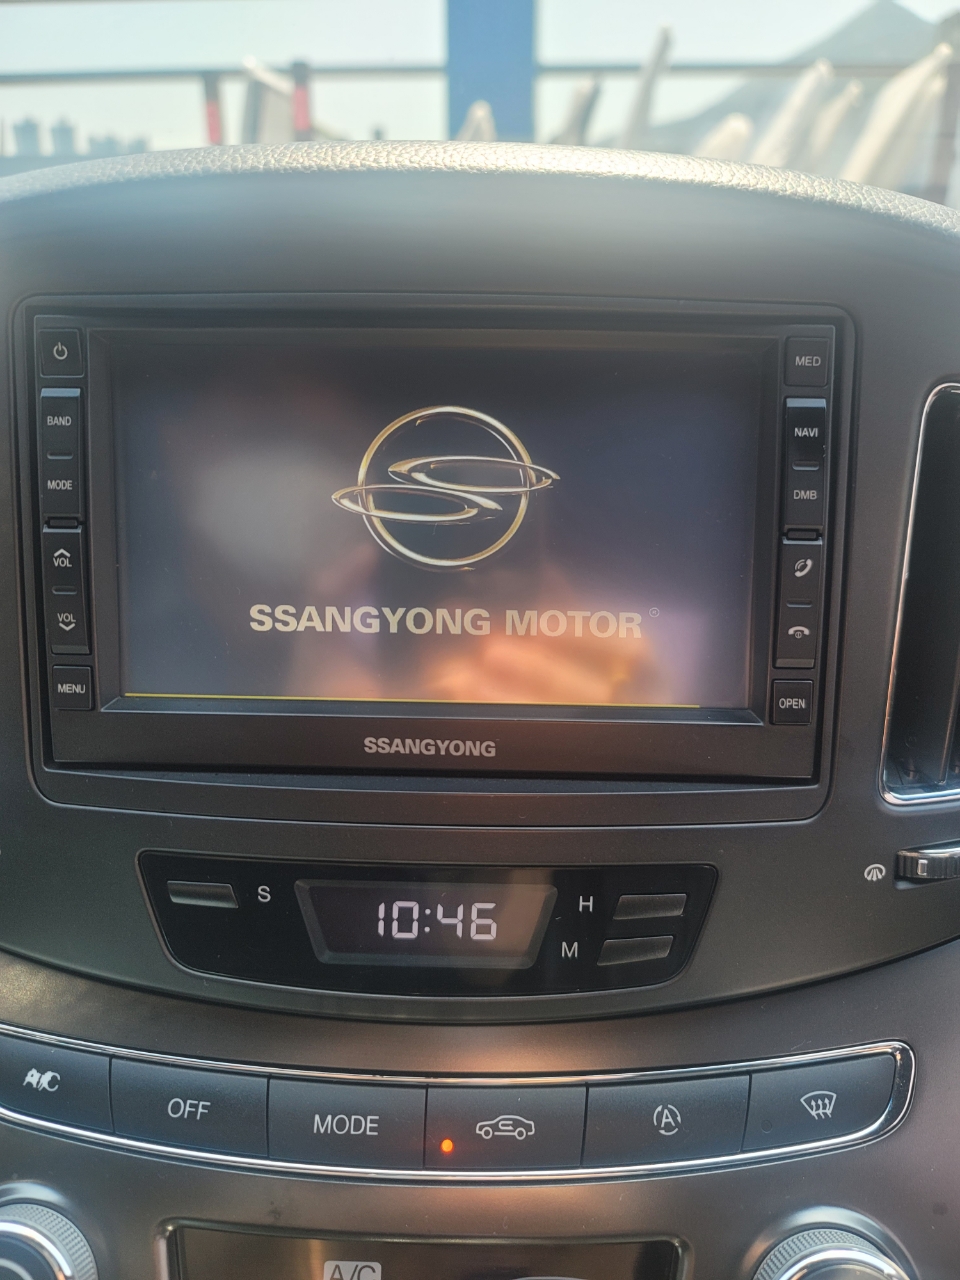 MED
BAND
NAVI
MODE
DMB
VOL
VOL
MENU
OPEN
SSANGYONG MOTOR®
SSANGYONG
S
10:46
H
M
A/C
OFF
MODE
A
A/C